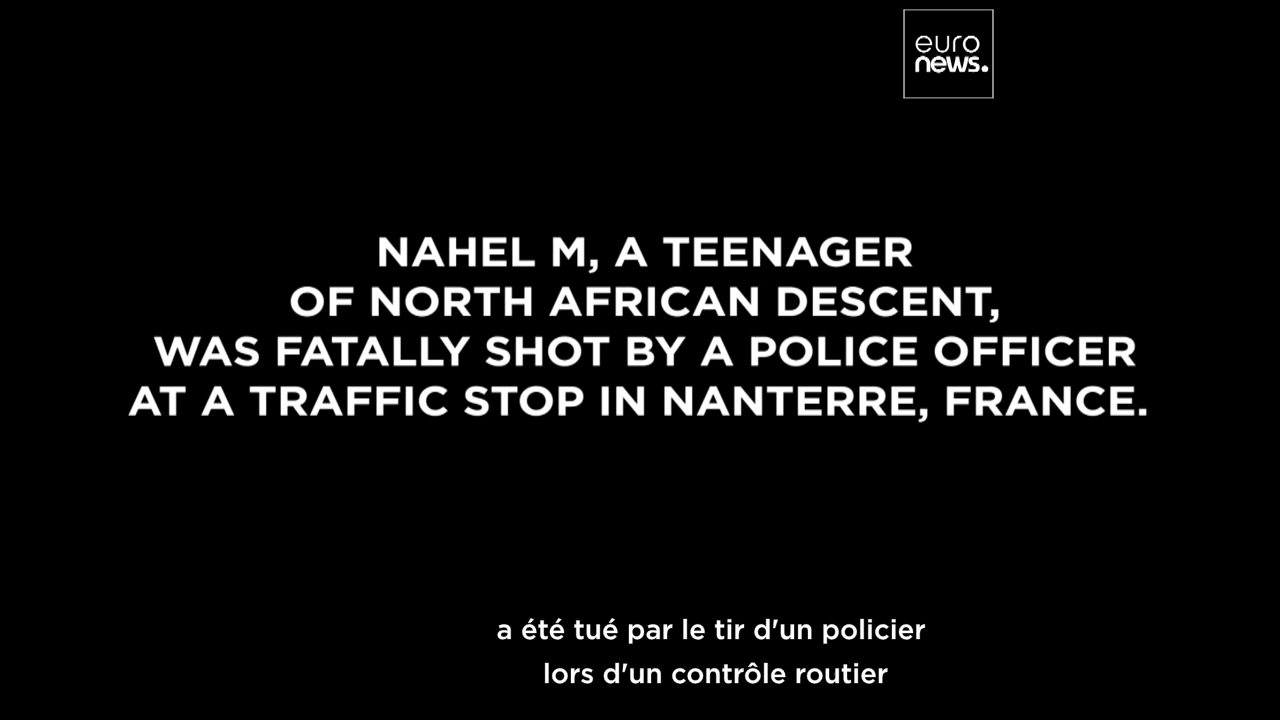 euro
news.
NAHEL M, A TEENAGER
OF NORTH AFRICAN DESCENT,
WAS FATALLY SHOT BY A POLICE OFFICER
AT A TRAFFIC STOP IN NANTERRE, FRANCE.
a été tué par le tir d'un policier
lors d'un contrôle routier